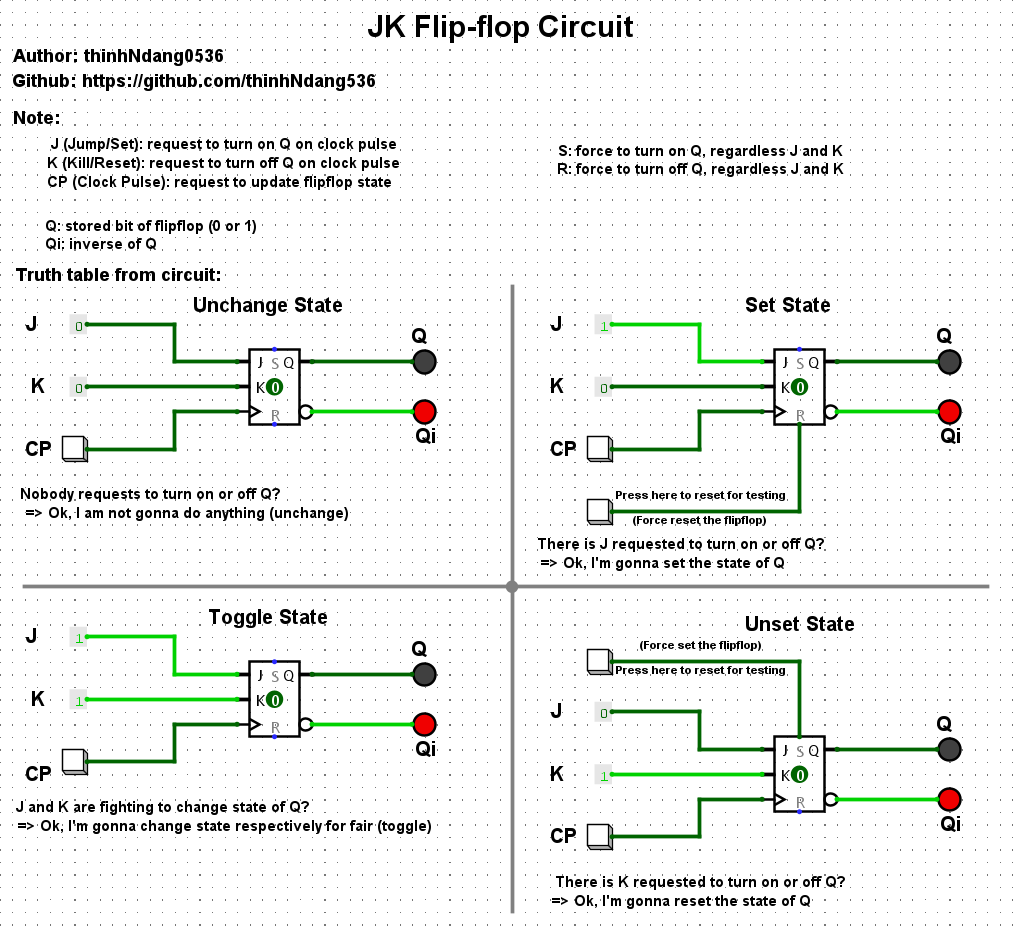 JK Flip-flop Circuit
Author: thinhNdang0536
Github: https://github.com/thinhNdang536
Note:
J (Jump/Set): request to turn on Q on clock pulse
K (Kill/Reset): request to turn off Q on clock pulse
CP (Clock Pulse): request to update flipflop state
S: force to turn on Q, regardless J and K
R: force to turn off Q, regardless J and K
Q: stored bit of flipflop (0 or 1)
Qi: inverse of Q
Truth table from circuit:
Unchange State
J 0
K 0
CP
J S Q
K 0
R
Q
Qi
Nobody requests to turn on or off Q?
=> Ok, I am not gonna do anything (unchange)
Set State
J 1
K 0
CP
J S Q
K 0
R
Q
Qi
Press here to reset for testing
(Force reset the flipflop)
There is J requested to turn on or off Q?
=> Ok, I'm gonna set the state of Q
Toggle State
J 1
K 1
CP
J S Q
K 0
R
Q
Qi
J and K are fighting to change state of Q?
=> Ok, I'm gonna change state respectively for fair (toggle)
Unset State
(Force set the flipflop)
Press here to reset for testing
J 0
K 1
CP
J S Q
K 0
R
Q
Qi
There is K requested to turn on or off Q?
=> Ok, I'm gonna reset the state of Q